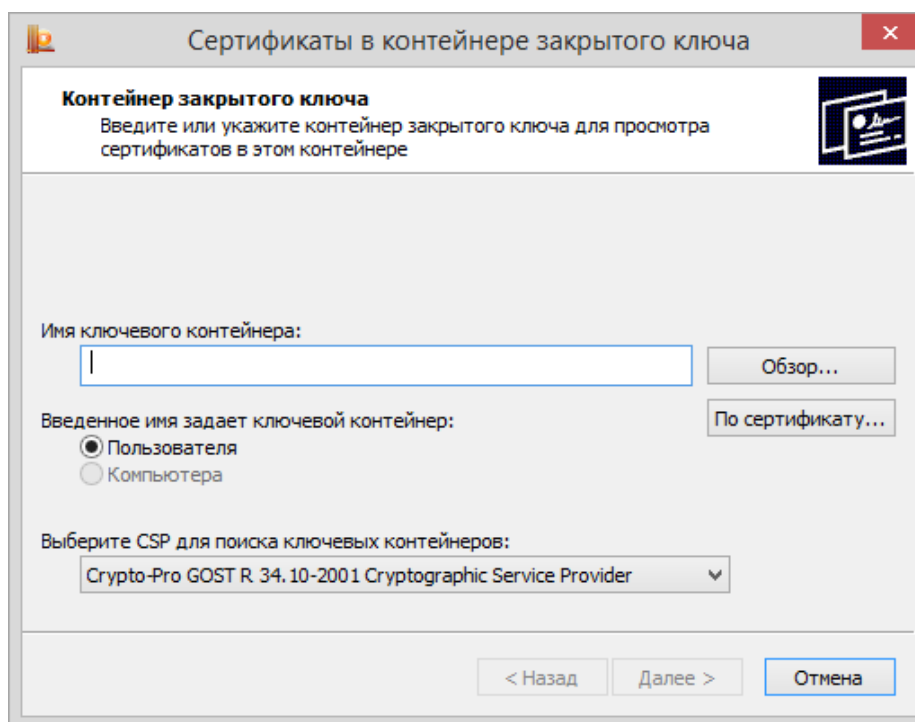 Сертификаты в контейнере закрытого ключа
Контейнер закрытого ключа
Введите или укажите контейнер закрытого ключа для просмотра
сертификатов в этом контейнере
Имя ключевого контейнера:
Обзор...
Введенное имя задает ключевой контейнер:
По сертификату...
Пользователя
Компьютера
Выберите CSP для поиска ключевых контейнеров:
Crypto-Pro GOST R 34.10-2001 Cryptographic Service Provider
< Назад
Далее >
Отмена